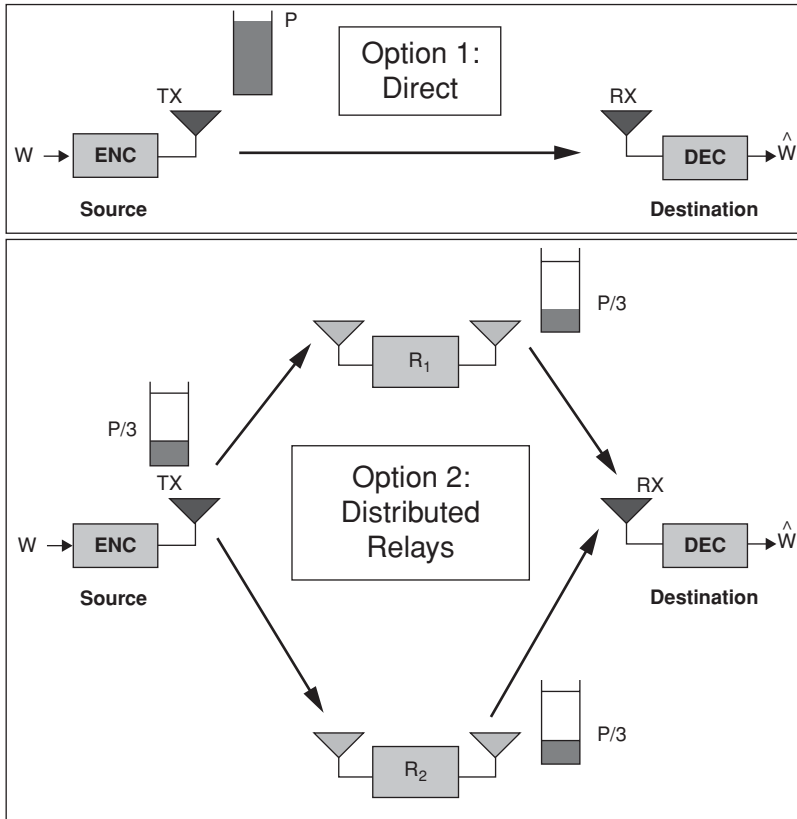 P
Option 1:
Direct
TX
RX
W
ENC
DEC
Ŵ
Source
Destination
P/3
R₁
P/3
Option 2:
Distributed
Relays
TX
RX
W
ENC
DEC
Ŵ
Source
Destination
P/3
R₂